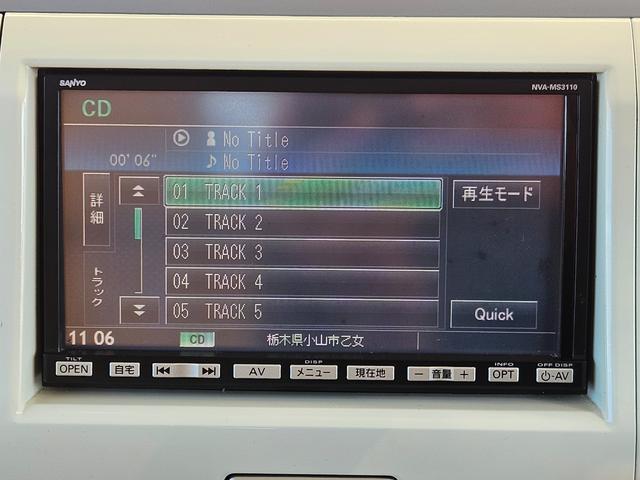 SANYO
NVA-MS3110
CD
No Title
00'06" No Title
詳細
01 TRACK 1
再生モード
02 TRACK 2
03 TRACK 3
トラック
04 TRACK 4
05 TRACK 5
Quick
11 06 CD 栃木県小山市乙女
TILT DISP INFO OFF DISP
OPEN 自宅 AV メニュー 現在地 − 音量 + OPT ⏻-AV